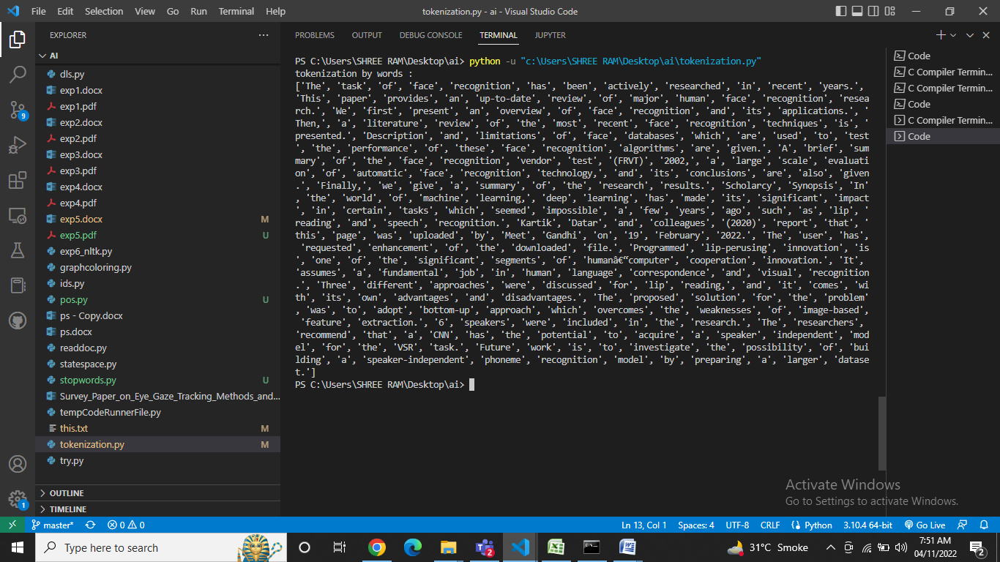 File Edit Selection View Go Run Terminal Help
tokenization.py - ai - Visual Studio Code
EXPLORER
AI
dls.py
exp1.docx
exp1.pdf
exp2.docx
exp2.pdf
exp3.docx
exp3.pdf
exp4.docx
exp4.pdf
exp5.docx M
exp5.pdf U
exp6_nltk.py
graphcoloring.py
ids.py
pos.py U
ps - Copy.docx
ps.docx
readdoc.py
statespace.py
stopwords.py U
Survey_Paper_on_Eye_Gaze_Tracking_Methods_and...
tempCodeRunnerFile.py
this.txt M
tokenization.py M
try.py
OUTLINE
TIMELINE
9
1
PROBLEMS OUTPUT DEBUG CONSOLE TERMINAL JUPYTER
PS C:\Users\SHREE RAM\Desktop\ai> python -u "c:\Users\SHREE RAM\Desktop\ai\tokenization.py"
tokenization by words :
['The', 'task', 'of', 'face', 'recognition', 'has', 'been', 'actively', 'researched', 'in', 'recent', 'years.',
'This', 'paper', 'provides', 'an', 'up-to-date', 'review', 'of', 'major', 'human', 'face', 'recognition', 'resea
rch.', 'We', 'first', 'present', 'an', 'overview', 'of', 'face', 'recognition', 'and', 'its', 'applications.', '
Then,', 'a', 'literature', 'review', 'of', 'the', 'most', 'recent', 'face', 'recognition', 'techniques', 'is', '
presented.', 'Description', 'and', 'limitations', 'of', 'face', 'databases', 'which', 'are', 'used', 'to', 'test
', 'the', 'performance', 'of', 'these', 'face', 'recognition', 'algorithms', 'are', 'given.', 'A', 'brief', 'sum
mary', 'of', 'the', 'face', 'recognition', 'vendor', 'test', '(FRVT)', '2002,', 'a', 'large', 'scale', 'evaluati
on', 'of', 'automatic', 'face', 'recognition', 'technology,', 'and', 'its', 'conclusions', 'are', 'also', 'given
.', 'Finally,', 'we', 'give', 'a', 'summary', 'of', 'the', 'research', 'results.', 'Scholarcy', 'Synopsis', 'In'
, 'the', 'world', 'of', 'machine', 'learning,', 'deep', 'learning', 'has', 'made', 'its', 'significant', 'impact
', 'in', 'certain', 'tasks', 'which', 'seemed', 'impossible', 'a', 'few', 'years', 'ago', 'such', 'as', 'lip', '
reading', 'and', 'speech', 'recognition.', 'Kartik', 'Datar', 'and', 'colleagues', '(2020)', 'report', 'that', '
this', 'page', 'was', 'uploaded', 'by', 'Meet', 'Gandhi', 'on', '19', 'February', '2022.', 'The', 'user', 'has',
'requested', 'enhancement', 'of', 'the', 'downloaded', 'file.', 'Programmed', 'lip-perusing', 'innovation', 'is'
, 'one', 'of', 'the', 'significant', 'segments', 'of', 'humanâ€“computer', 'cooperation', 'innovation.', 'It',
'assumes', 'a', 'fundamental', 'job', 'in', 'human', 'language', 'correspondence', 'and', 'visual', 'recognition
.', 'Three', 'different', 'approaches', 'were', 'discussed', 'for', 'lip', 'reading,', 'and', 'it', 'comes', 'wi
th', 'its', 'own', 'advantages', 'and', 'disadvantages.', 'The', 'proposed', 'solution', 'for', 'the', 'problem'
, 'was', 'to', 'adopt', 'bottom-up', 'approach', 'which', 'overcomes', 'the', 'weaknesses', 'of', 'image-based',
'feature', 'extraction.', '6', 'speakers', 'were', 'included', 'in', 'the', 'research.', 'The', 'researchers',
'recommend', 'that', 'a', 'CNN', 'has', 'the', 'potential', 'to', 'acquire', 'a', 'speaker', 'independent', 'mod
el', 'for', 'the', 'VSR', 'task.', 'Future', 'work', 'is', 'to', 'investigate', 'the', 'possibility', 'of', 'bui
lding', 'a', 'speaker-independent', 'phoneme', 'recognition', 'model', 'by', 'preparing', 'a', 'larger', 'datase
t.']
PS C:\Users\SHREE RAM\Desktop\ai>
Code
C Compiler Termin...
C Compiler Termin...
Code
C Compiler Termin...
Code
Activate Windows
Go to Settings to activate Windows.
master* 0 0 Ln 13, Col 1 Spaces: 4 UTF-8 CRLF Python 3.10.4 64-bit Go Live
Type here to search
2
31°C Smoke
7:51 AM
04/11/2022
2